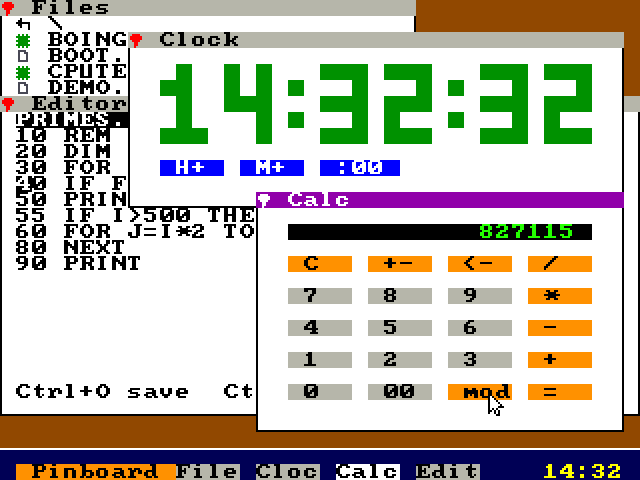 Files
\
BOING
BOOT.
CPUTE
DEMO.
Clock
14:32:32
H+ M+ :00
Editor
PRIMES.
10 REM
20 DIM
30 FOR
IF F
50 PRIN
55 IF I>500 THE
60 FOR J=I*2 TO
80 NEXT
90 PRINT
Ctrl+O save Ct
Calc
827115
C +- <- /
7 8 9 *
4 5 6 -
1 2 3 +
0 00 mod =
Pinboard File Cloc Calc Edit 14:32